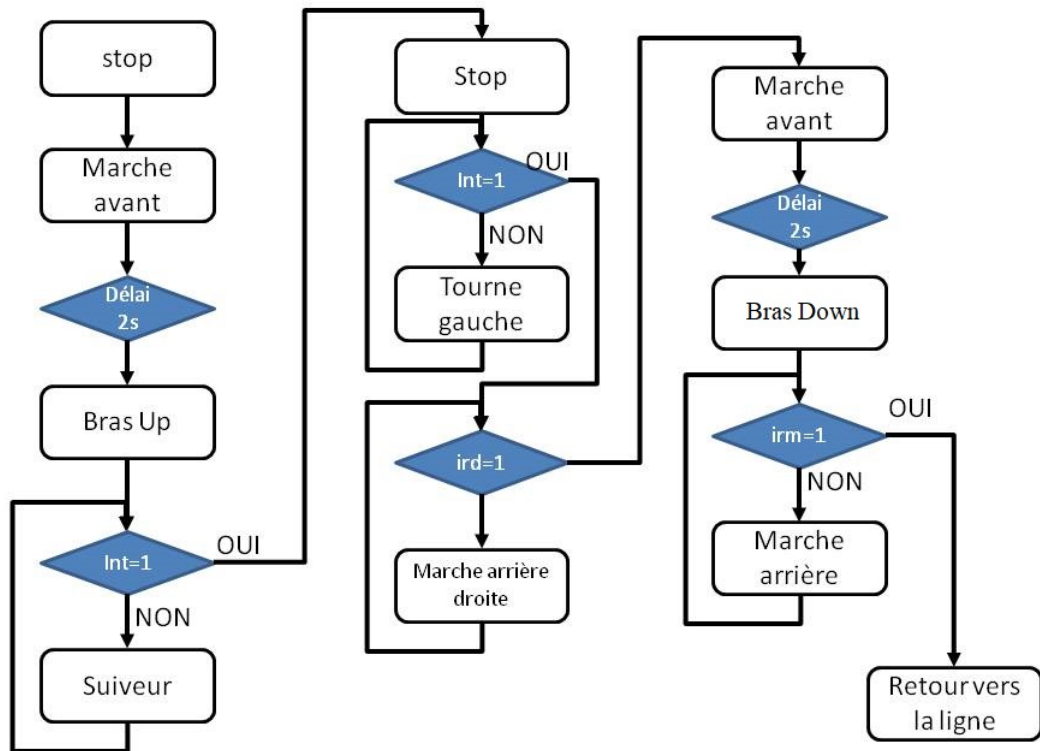 stop
Marche
avant
Délai
2s
Bras Up
Int=1
OUI
NON
Suiveur
Stop
Int=1
OUI
NON
Tourne
gauche
ird=1
Marche arrière
droite
Marche
avant
Délai
2s
Bras Down
irm=1
OUI
NON
Marche
arrière
Retour vers
la ligne